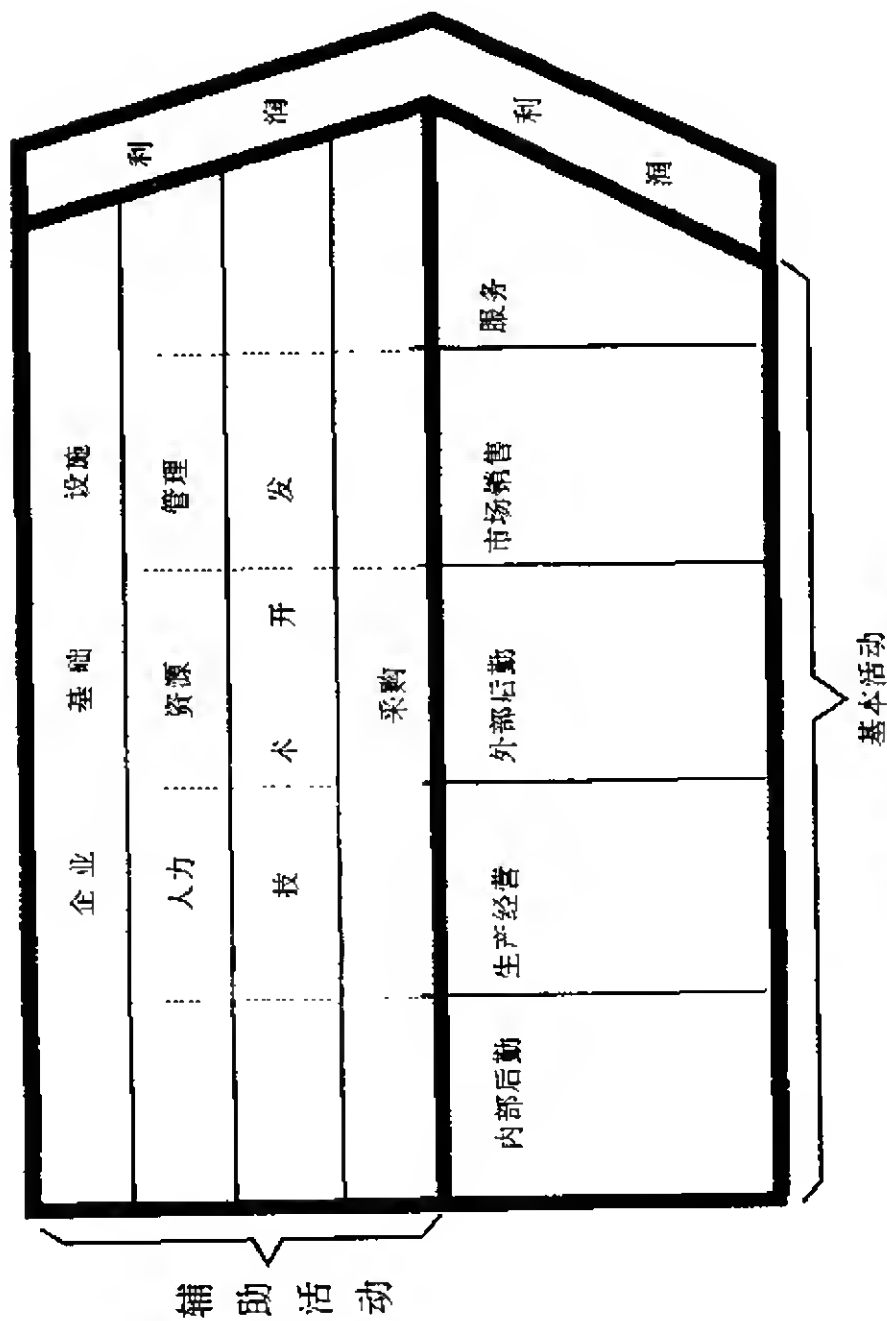 企业 基础 设施
人力 资源 管理
技 术 开 发
采购
内部后勤
生产经营
外部后勤
市场销售
服务
利 润
利 润
辅助活动
基本活动